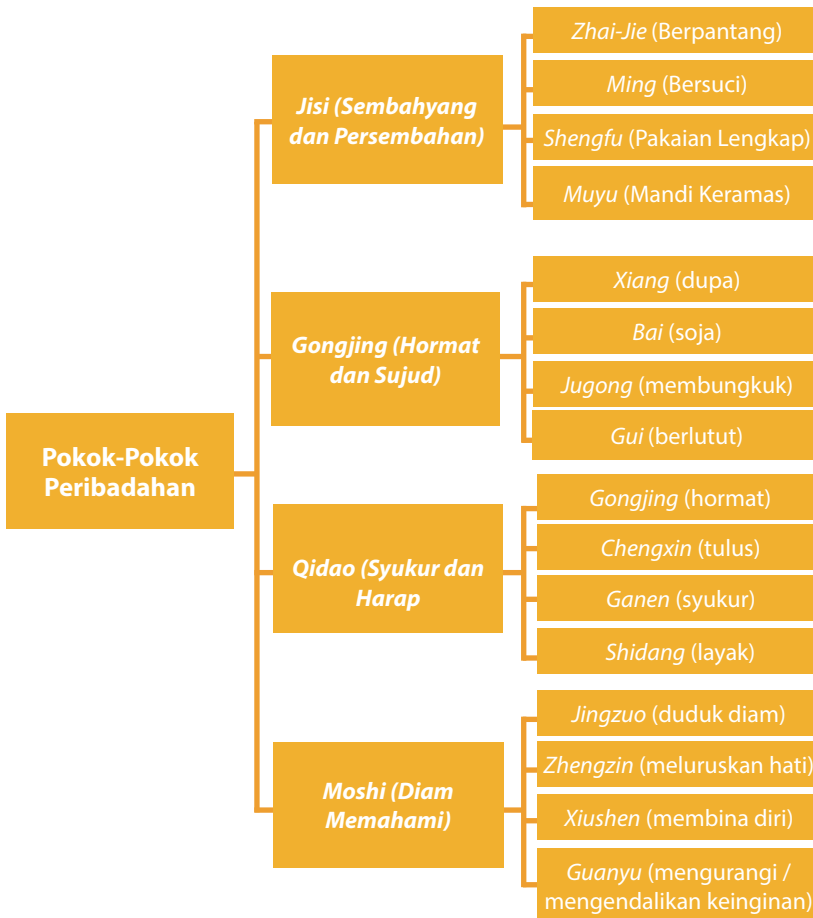 Pokok-Pokok
Peribadahan
Jisi (Sembahyang
dan Persembahan)
Zhai-Jie (Berpantang)
Ming (Bersuci)
Shengfu (Pakaian Lengkap)
Muyu (Mandi Keramas)
Gongjing (Hormat
dan Sujud)
Xiang (dupa)
Bai (soja)
Jugong (membungkuk)
Gui (berlutut)
Qidao (Syukur dan
Harap
Gongjing (hormat)
Chengxin (tulus)
Ganen (syukur)
Shidang (layak)
Moshi (Diam
Memahami)
Jingzuo (duduk diam)
Zhengzin (meluruskan hati)
Xiushen (membina diri)
Guanyu (mengurangi /
mengendalikan keinginan)